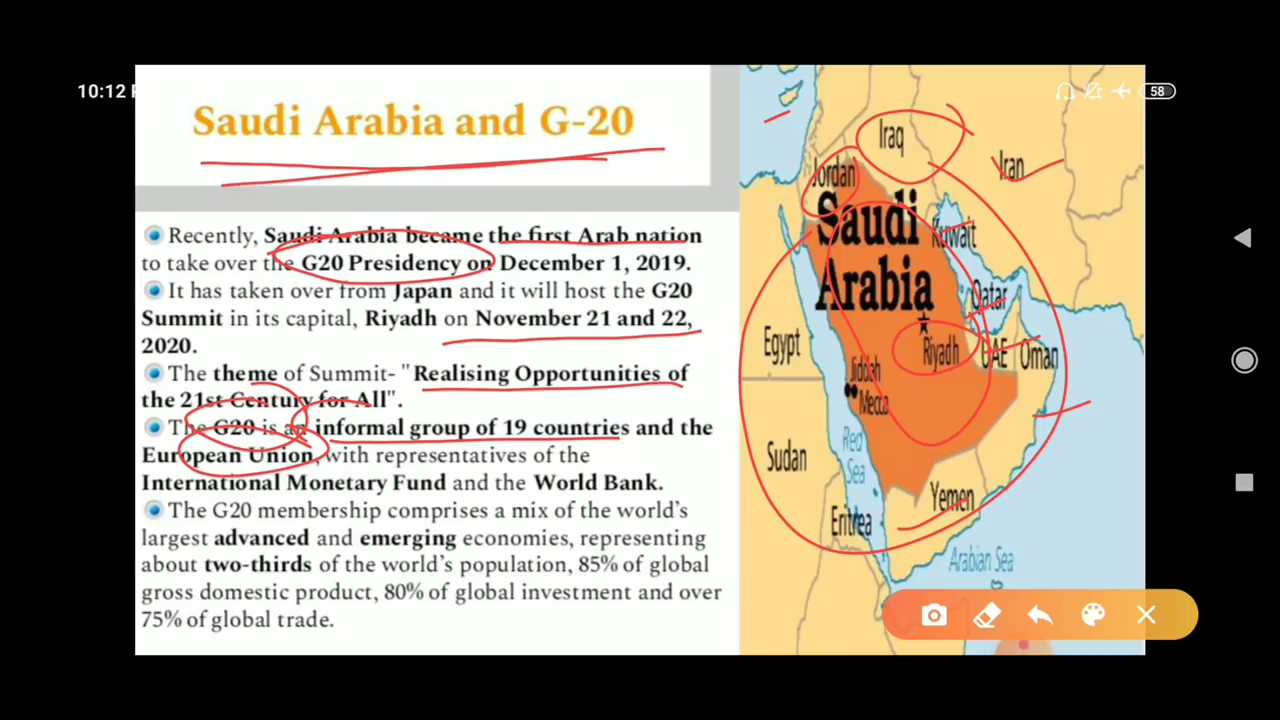 10:12
58
Saudi Arabia and G-20
Recently, Saudi Arabia became the first Arab nation
to take over the G20 Presidency on December 1, 2019.
It has taken over from Japan and it will host the G20
Summit in its capital, Riyadh on November 21 and 22,
2020.
The theme of Summit- "Realising Opportunities of
the 21st Century for All".
The G20 is an informal group of 19 countries and the
European Union, with representatives of the
International Monetary Fund and the World Bank.
The G20 membership comprises a mix of the world's
largest advanced and emerging economies, representing
about two-thirds of the world's population, 85% of global
gross domestic product, 80% of global investment and over
75% of global trade.
Iraq
Iran
Jordan
Saudi
Arabia
Kuwait
Qatar
Riyadh
UAE
Oman
Egypt
Jiddah
Mecca
Red
Sea
Sudan
Yemen
Eritrea
Arabian Sea